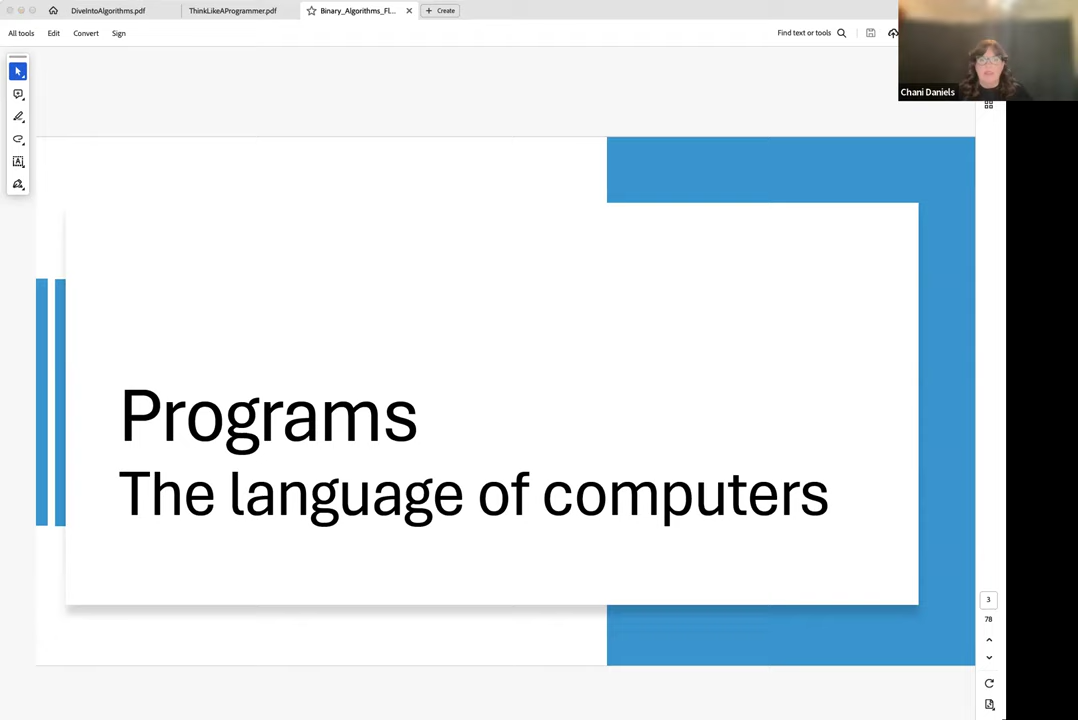 DiveIntoAlgorithms.pdf
ThinkLikeAProgrammer.pdf
Binary_Algorithms_Fl...
Create
All tools
Edit
Convert
Sign
Find text or tools
Chani Daniels
Programs
The language of computers
3
78